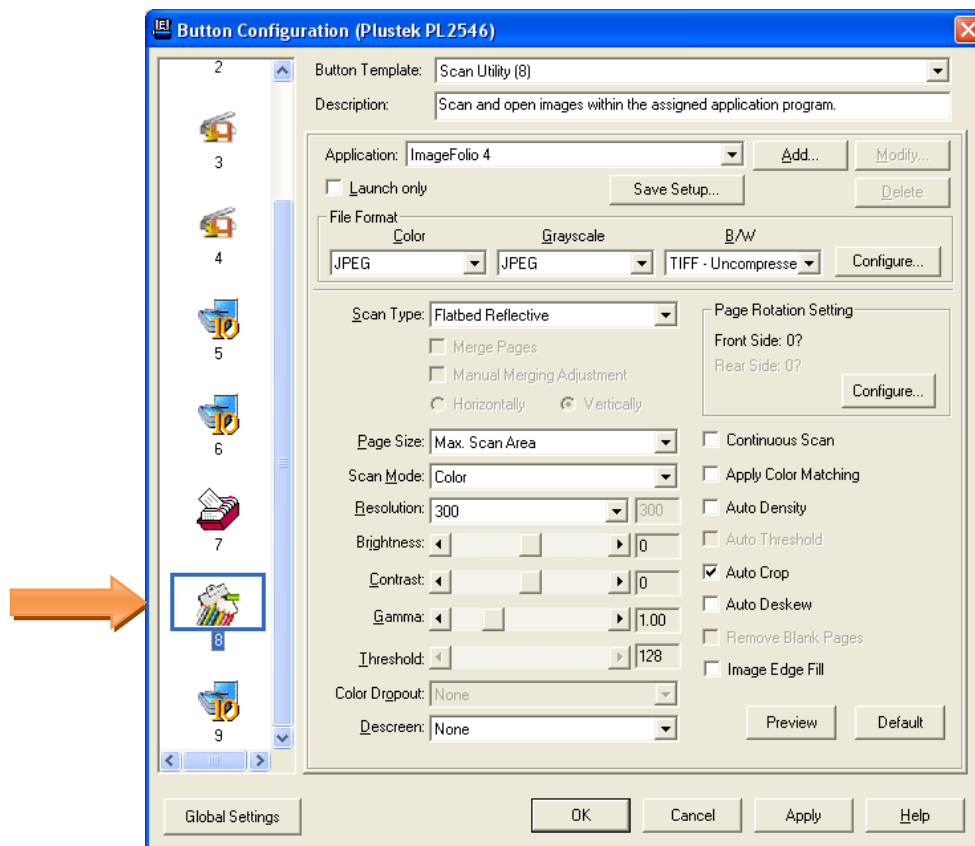 Button Configuration (Plustek PL2546)
2
3
4
5
6
7
8
9
Global Settings
Button Template: Scan Utility (8)
Description: Scan and open images within the assigned application program.
Application: ImageFolio 4 Add... Modify...
Launch only Save Setup... Delete
File Format
Color Grayscale B/W
JPEG JPEG TIFF - Uncompresse Configure...
Scan Type: Flatbed Reflective
Merge Pages
Manual Merging Adjustment
Horizontally Vertically
Page Rotation Setting
Front Side: 0?
Rear Side: 0?
Configure...
Page Size: Max. Scan Area
Scan Mode: Color
Resolution: 300 300
Brightness: 0
Contrast: 0
Gamma: 1.00
Threshold: 128
Color Dropout: None
Descreen: None
Continuous Scan
Apply Color Matching
Auto Density
Auto Threshold
Auto Crop
Auto Deskew
Remove Blank Pages
Image Edge Fill
Preview Default
OK Cancel Apply Help